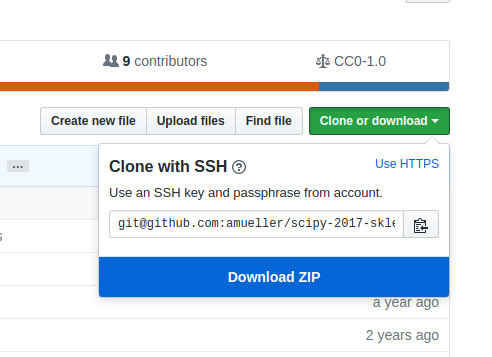 9 contributors
CC0-1.0
Create new file
Upload files
Find file
Clone or download
...
Clone with SSH
Use HTTPS
Use an SSH key and passphrase from account.
git@github.com:amueller/scipy-2017-skle
Download ZIP
a year ago
2 years ago